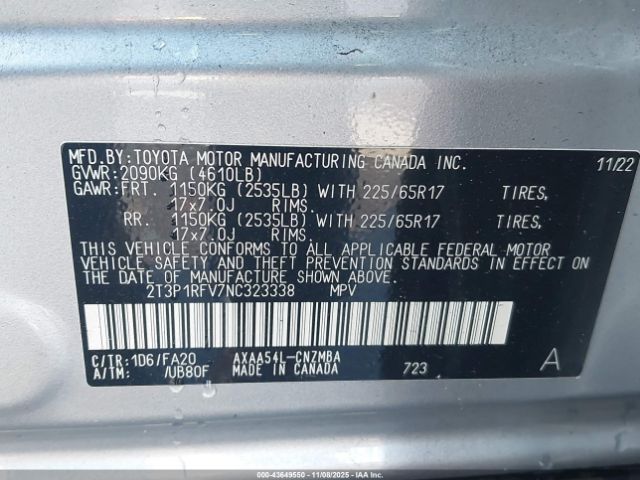 MFD.BY:TOYOTA MOTOR MANUFACTURING CANADA INC. 11/22
GVWR:2090KG (4610LB)
GAWR:FRT. 1150KG (2535LB) WITH 225/65R17 TIRES,
17x7.0J RIMS.
RR. 1150KG (2535LB) WITH 225/65R17 TIRES,
17x7.0J RIMS.
THIS VEHICLE CONFORMS TO ALL APPLICABLE FEDERAL MOTOR
VEHICLE SAFETY AND THEFT PREVENTION STANDARDS IN EFFECT
ON THE DATE OF MANUFACTURE SHOWN ABOVE.
2T3P1RFV7NC323338 MPV
C/TR:1D6/FA20 AXAA54L-CNZMBA A
A/TM: /UB80F MADE IN CANADA 723
000-43649550 - 11/08/2025 - IAA Corp.